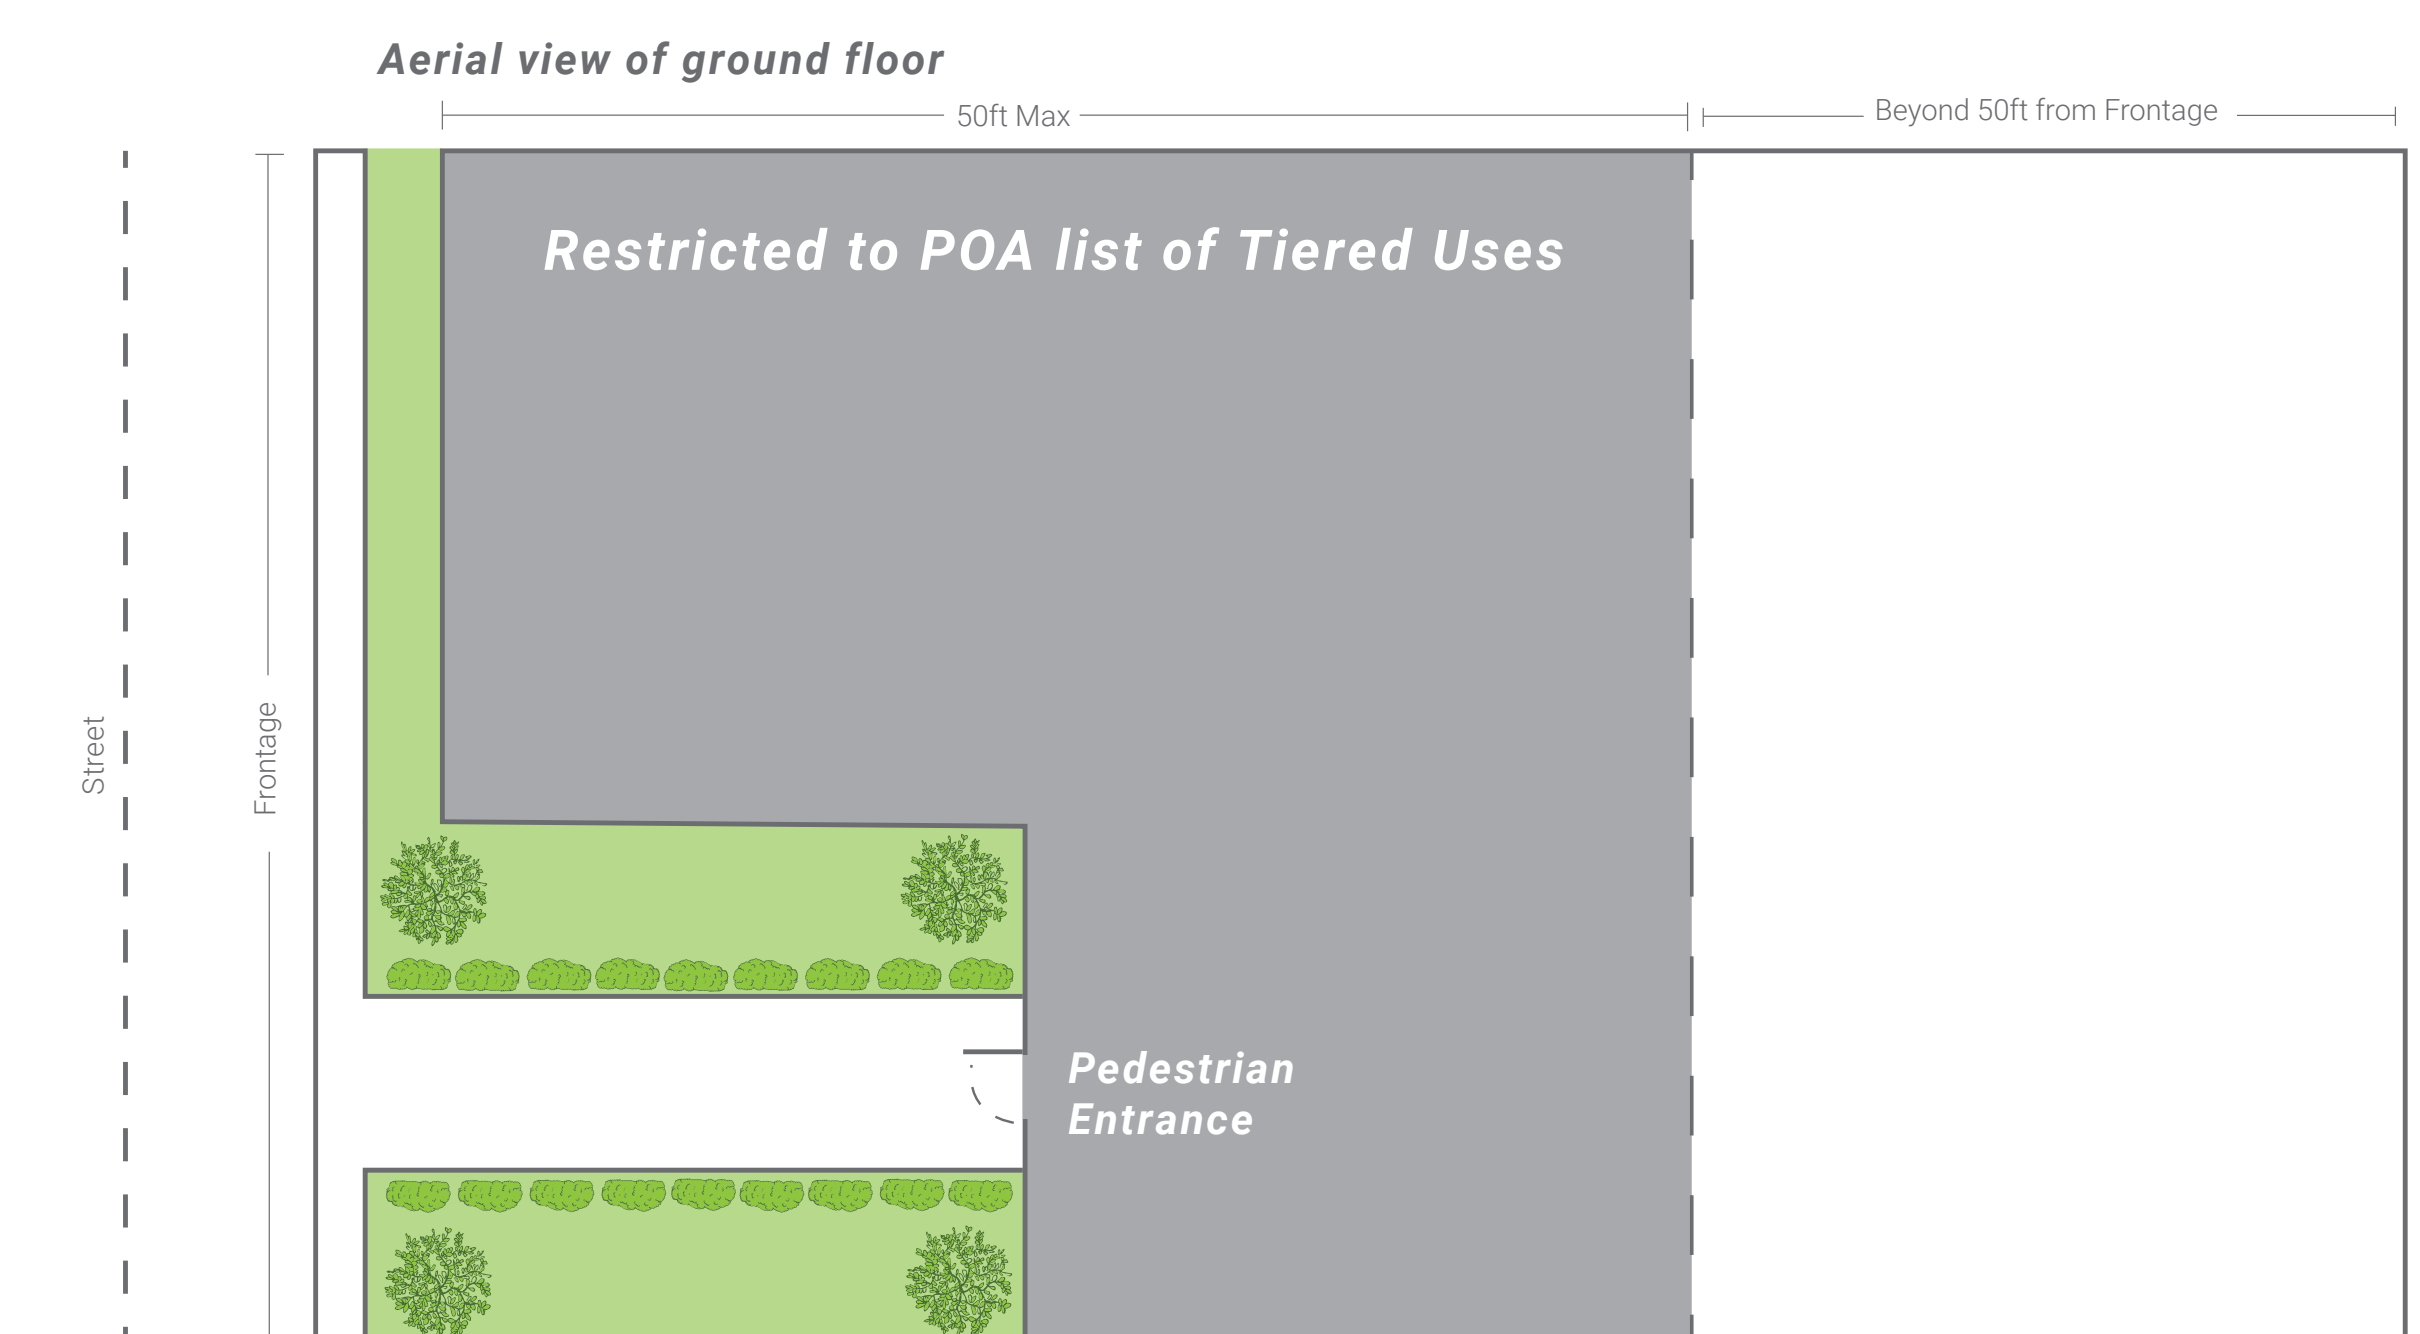 Aerial view of ground floor
50ft Max
Beyond 50ft from Frontage
Restricted to POA list of Tiered Uses
Street
Frontage
Pedestrian
Entrance